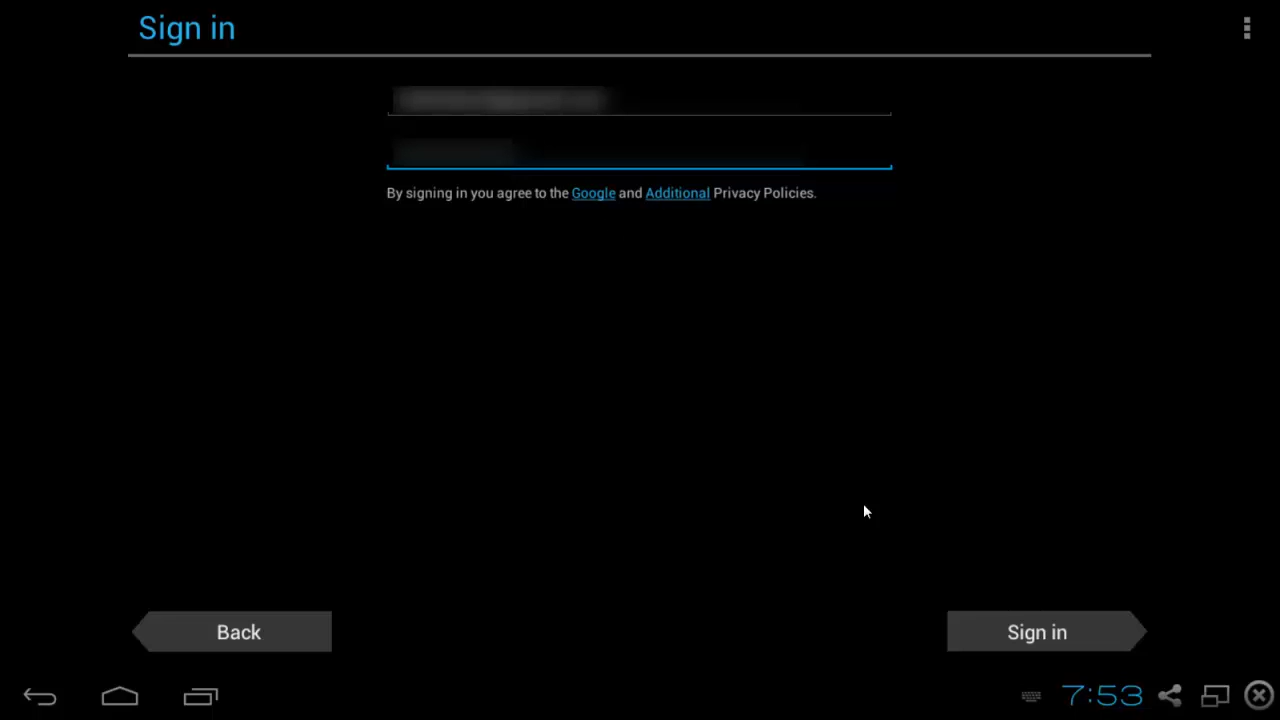 Sign in
By signing in you agree to the Google and Additional Privacy Policies.
Back
Sign in
7:53